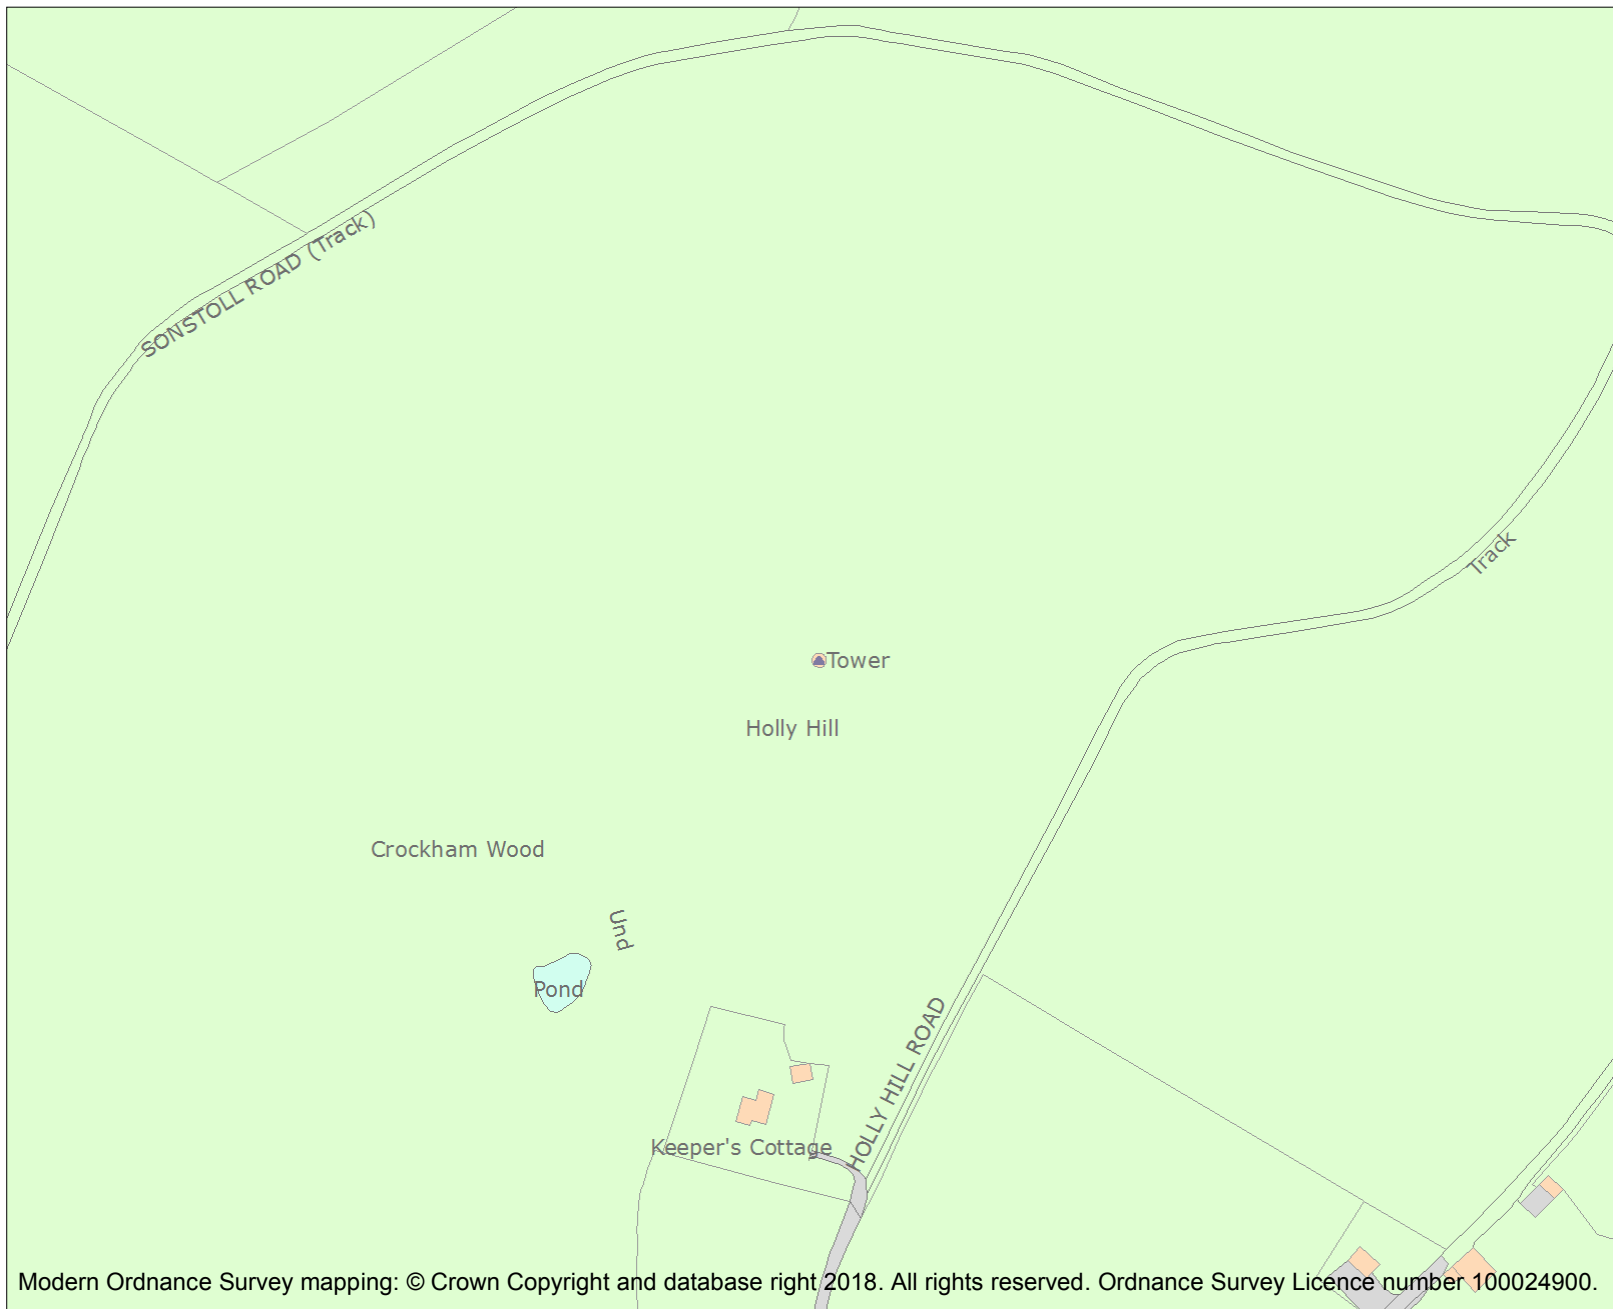 SONSTOLL ROAD (Track)
Track
Tower
Holly Hill
Crockham Wood
Und
Pond
HOLLY HILL ROAD
Keeper's Cottage
Modern Ordnance Survey mapping: © Crown Copyright and database right 2018. All rights reserved. Ordnance Survey Licence number 100024900.